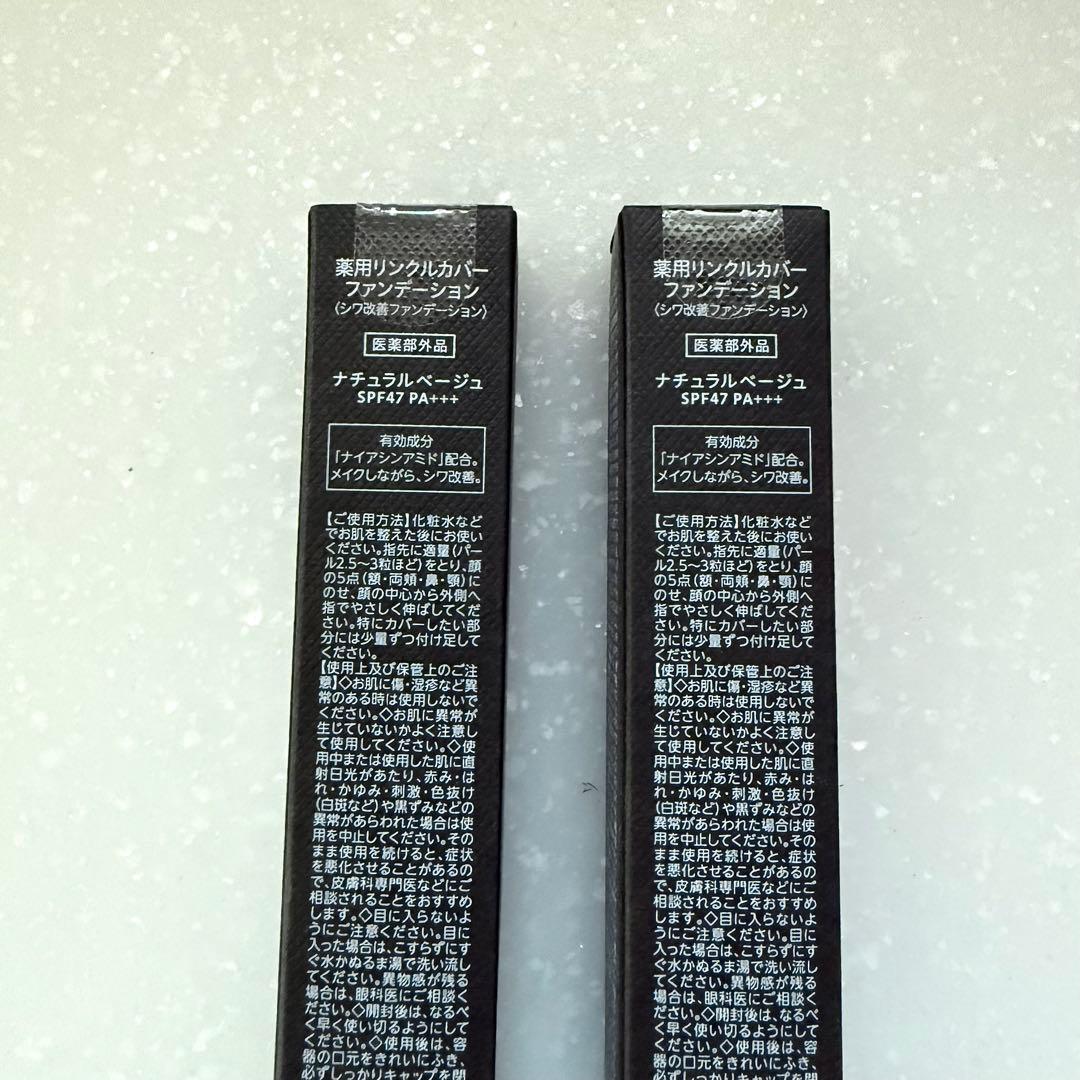 薬用リンクルカバー
ファンデーション
〈シワ改善ファンデーション〉
医薬部外品
ナチュラルベージュ
SPF47 PA+++
有効成分
「ナイアシンアミド」配合。
メイクしながら、シワ改善。
【ご使用方法】化粧水など
でお肌を整えた後にお使い
ください。指先に適量(パー
ル2.5〜3粒ほど)をとり、顔
の5点(額・両頬・鼻・顎)に
のせ、顔の中心から外側へ
指でやさしく伸ばしてくだ
さい。特にカバーしたい部
分には少量ずつ付け足して
ください。
【使用上及び保管上のご注
意】◇お肌に傷・湿疹など異
常のある時は使用しないで
ください。◇お肌に異常が
生じていないかよく注意し
て使用してください。◇使
用中または使用した肌に直
射日光があたり、赤み・は
れ・かゆみ・刺激・色抜け
(白斑など)や黒ずみなどの
異常があらわれた場合は使
用を中止してください。その
まま使用を続けると、症状
を悪化させることがあるの
で、皮膚科専門医などにご
相談されることをおすすめ
します。◇目に入らないよ
うにご注意ください。目に
入った場合は、こすらずにす
ぐ水かぬるま湯で洗い流し
てください。異物感が残る
場合は、眼科医にご相談く
ださい。◇開封後は、なるべ
く早く使い切るようにして
ください。◇使用後は、容
器の口元をきれいにふき、
必ずしっかりキャップを閉
薬用リンクルカバー
ファンデーション
〈シワ改善ファンデーション〉
医薬部外品
ナチュラルベージュ
SPF47 PA+++
有効成分
「ナイアシンアミド」配合。
メイクしながら、シワ改善。
【ご使用方法】化粧水など
でお肌を整えた後にお使い
ください。指先に適量(パー
ル2.5〜3粒ほど)をとり、顔
の5点(額・両頬・鼻・顎)に
のせ、顔の中心から外側へ
指でやさしく伸ばしてくだ
さい。特にカバーしたい部
分には少量ずつ付け足して
ください。
【使用上及び保管上のご注
意】◇お肌に傷・湿疹など異
常のある時は使用しないで
ください。◇お肌に異常が
生じていないかよく注意し
て使用してください。◇使
用中または使用した肌に直
射日光があたり、赤み・は
れ・かゆみ・刺激・色抜け
(白斑など)や黒ずみなどの
異常があらわれた場合は使
用を中止してください。その
まま使用を続けると、症状
を悪化させることがあるの
で、皮膚科専門医などにご
相談されることをおすすめ
します。◇目に入らないよ
うにご注意ください。目に
入った場合は、こすらずにす
ぐ水かぬるま湯で洗い流し
てください。異物感が残る
場合は、眼科医にご相談く
ださい。◇開封後は、なるべ
く早く使い切るようにして
ください。◇使用後は、容
器の口元をきれいにふき、
必ずしっかりキャップを閉